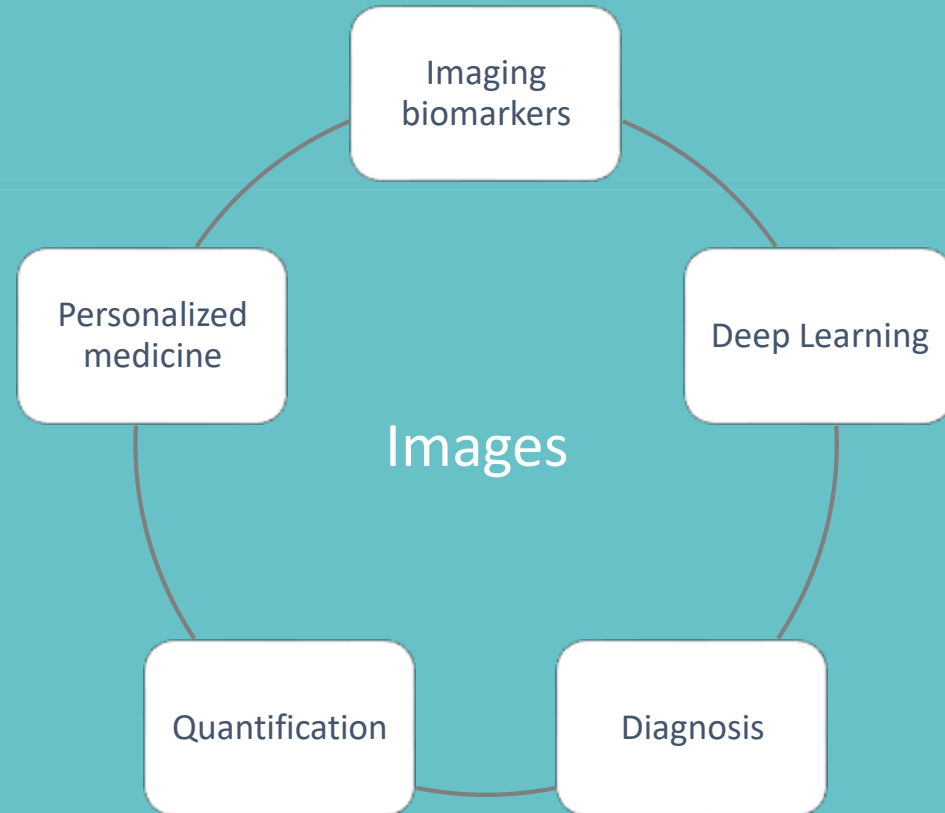 Imaging
biomarkers
Personalized
medicine
Deep Learning
Images
Quantification
Diagnosis